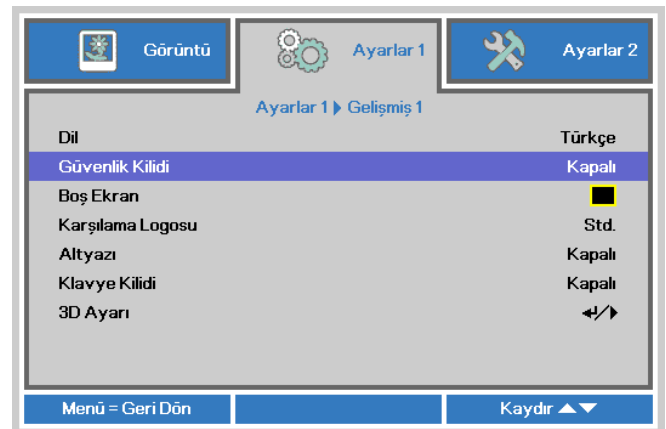 Görüntü Ayarlar 1 Ayarlar 2
Ayarlar 1 Gelişmiş 1
Dil Türkçe
Güvenlik Kilidi Kapalı
Boş Ekran
Karşılama Logosu Std.
Altyazı Kapalı
Klavye Kilidi Kapalı
3D Ayarı
Menü = Geri Dön Kaydır